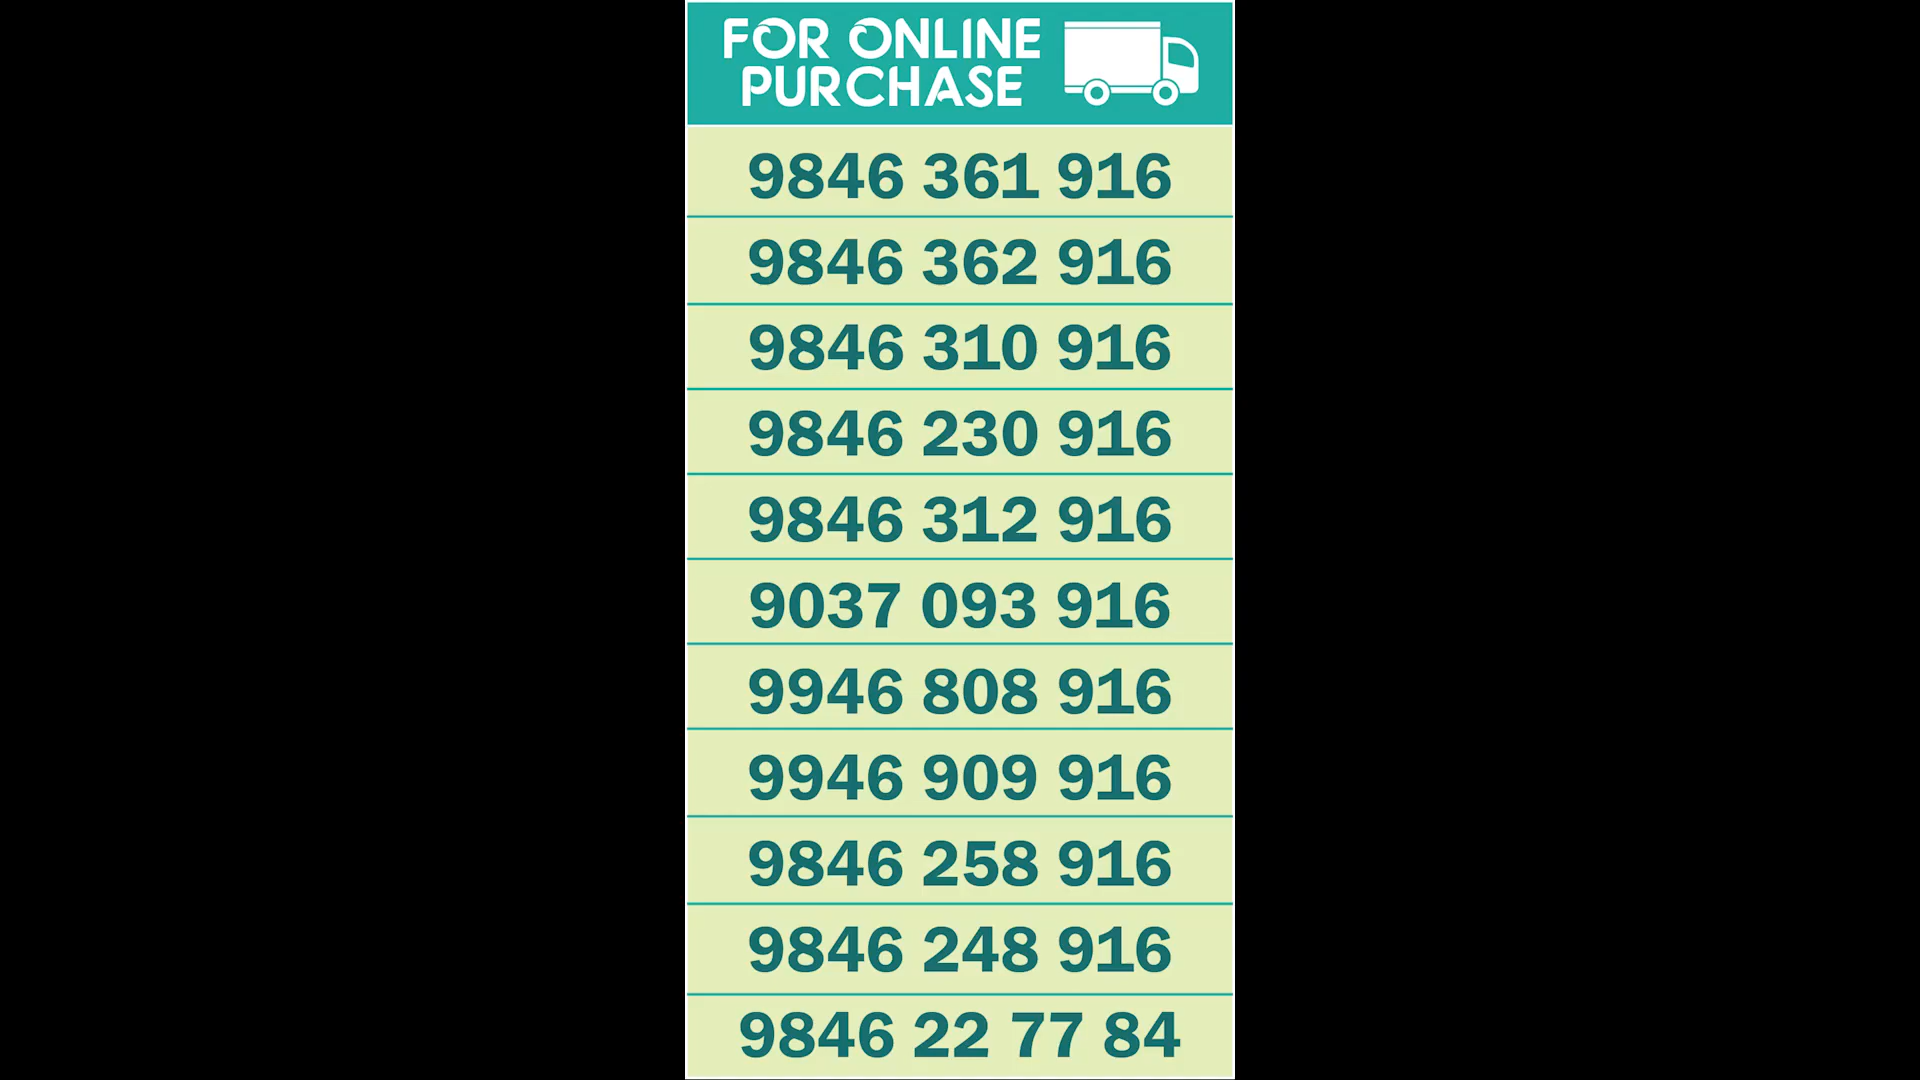 FOR ONLINE
PURCHASE
9846 361 916
9846 362 916
9846 310 916
9846 230 916
9846 312 916
9037 093 916
9946 808 916
9946 909 916
9846 258 916
9846 248 916
9846 22 77 84